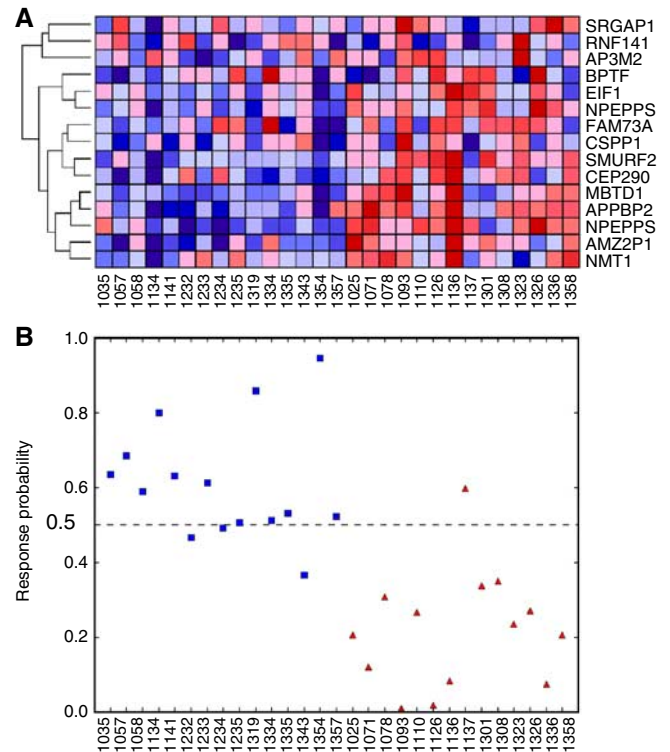 A
SRGAP1
RNF141
AP3M2
BPTF
EIF1
NPEPPS
FAM73A
CSPP1
SMURF2
CEP290
MBTD1
APPBP2
NPEPPS
AMZ2P1
NMT1
1035 1057 1058 1134 1141 1232 1233 1234 1235 1319 1334 1335 1343 1354 1357 1025 1071 1078 1093 1110 1126 1136 1137 1301 1308 1323 1326 1336 1358
B
1.0
0.8
0.6
0.5
0.4
0.2
0.0
Response probability
1035 1057 1058 1134 1141 1232 1233 1234 1235 1319 1334 1335 1343 1354 1357 1025 1071 1078 1093 1110 1126 1136 1137 1301 1308 1323 1326 1336 1358